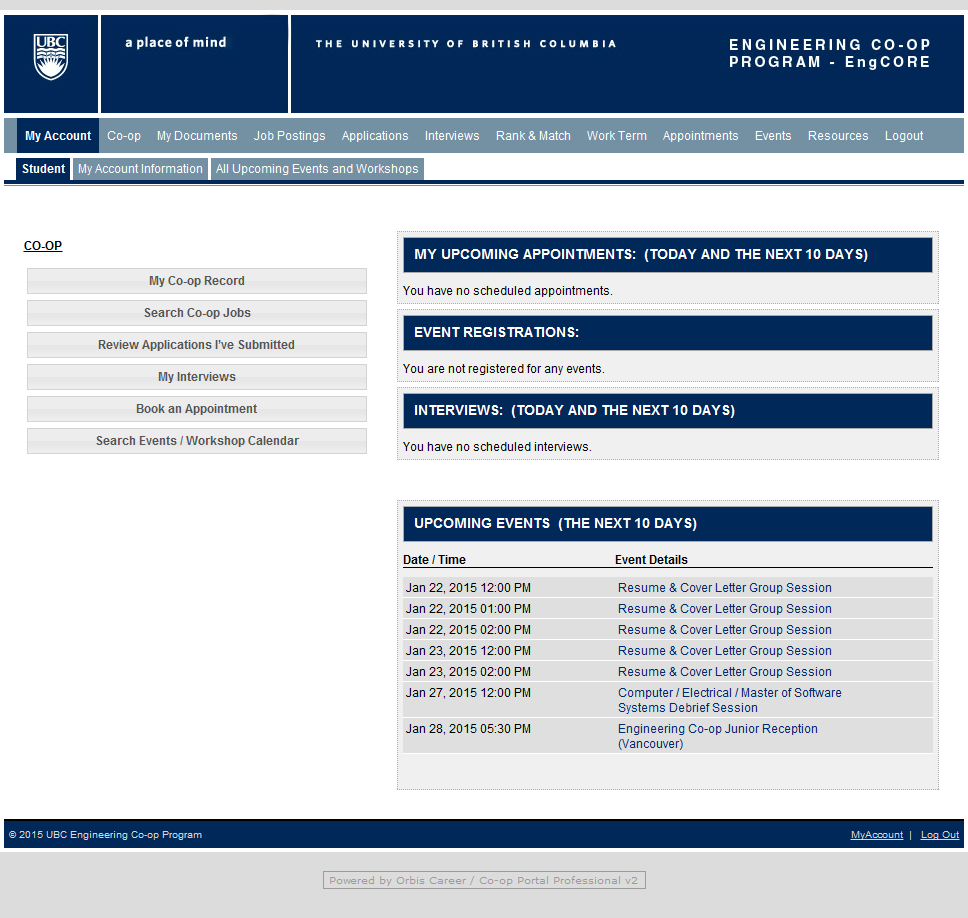 UBC
a place of mind
THE UNIVERSITY OF BRITISH COLUMBIA
ENGINEERING CO-OP
PROGRAM - EngCORE
My Account Co-op My Documents Job Postings Applications Interviews Rank & Match Work Term Appointments Events Resources Logout
Student My Account Information All Upcoming Events and Workshops
CO-OP
My Co-op Record
Search Co-op Jobs
Review Applications I've Submitted
My Interviews
Book an Appointment
Search Events / Workshop Calendar
MY UPCOMING APPOINTMENTS: (TODAY AND THE NEXT 10 DAYS)
You have no scheduled appointments.
EVENT REGISTRATIONS:
You are not registered for any events.
INTERVIEWS: (TODAY AND THE NEXT 10 DAYS)
You have no scheduled interviews.
UPCOMING EVENTS (THE NEXT 10 DAYS)
Date / Time Event Details
Jan 22, 2015 12:00 PM Resume & Cover Letter Group Session
Jan 22, 2015 01:00 PM Resume & Cover Letter Group Session
Jan 22, 2015 02:00 PM Resume & Cover Letter Group Session
Jan 23, 2015 12:00 PM Resume & Cover Letter Group Session
Jan 23, 2015 02:00 PM Resume & Cover Letter Group Session
Jan 27, 2015 12:00 PM Computer / Electrical / Master of Software
Systems Debrief Session
Jan 28, 2015 05:30 PM Engineering Co-op Junior Reception
(Vancouver)
© 2015 UBC Engineering Co-op Program
MyAccount | Log Out
Powered by Orbis Career / Co-op Portal Professional v2